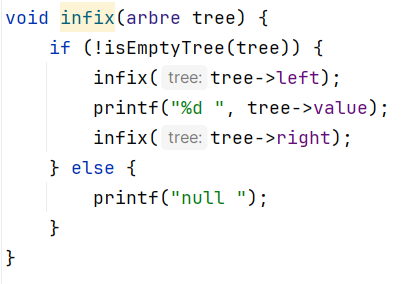 void infix(arbre tree) {
    if (!isEmptyTree(tree)) {
        infix( tree: tree->left);
        printf("%d ", tree->value);
        infix( tree: tree->right);
    } else {
        printf("null ");
    }
}